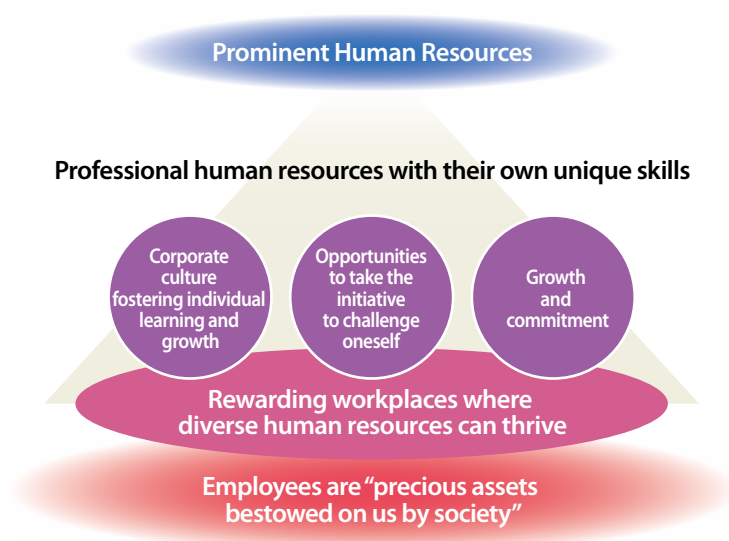 Prominent Human Resources
Professional human resources with their own unique skills
Corporate
culture
fostering individual
learning and
growth
Opportunities
to take the
initiative
to challenge
oneself
Growth
and
commitment
Rewarding workplaces where
diverse human resources can thrive
Employees are “precious assets
bestowed on us by society”